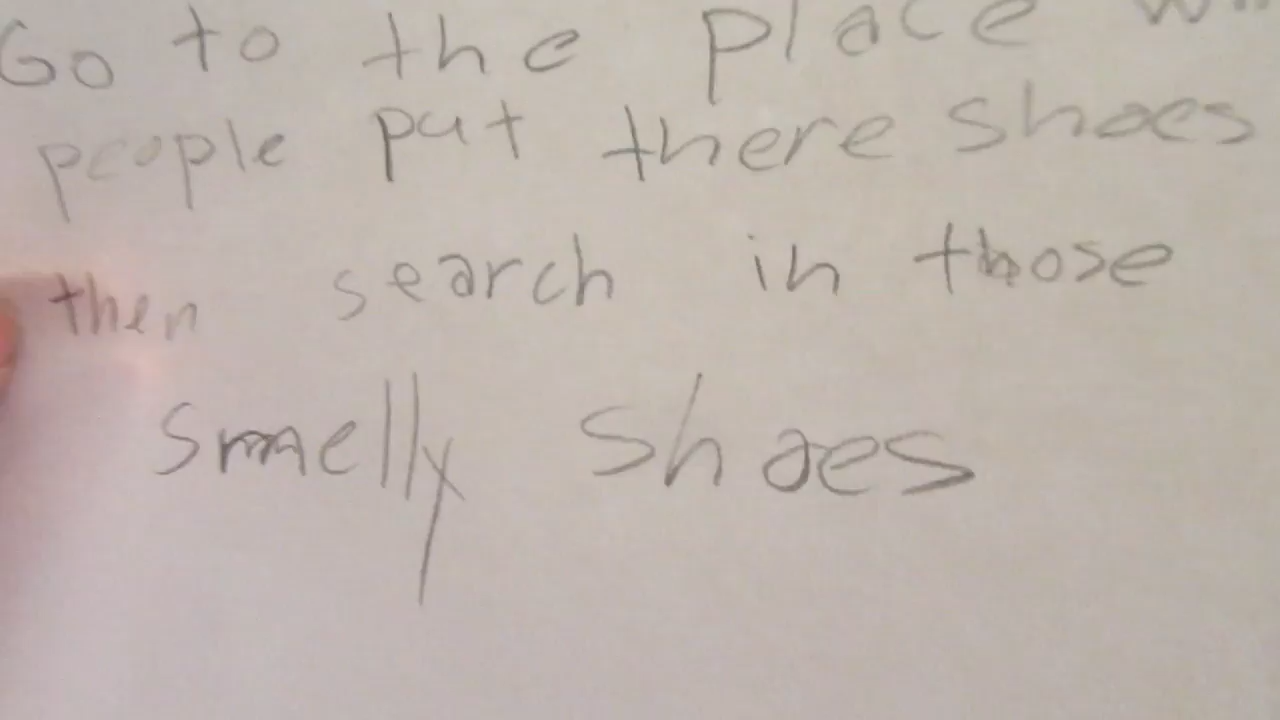 Go to the place
people put there shoes
then search in those
smelly shoes